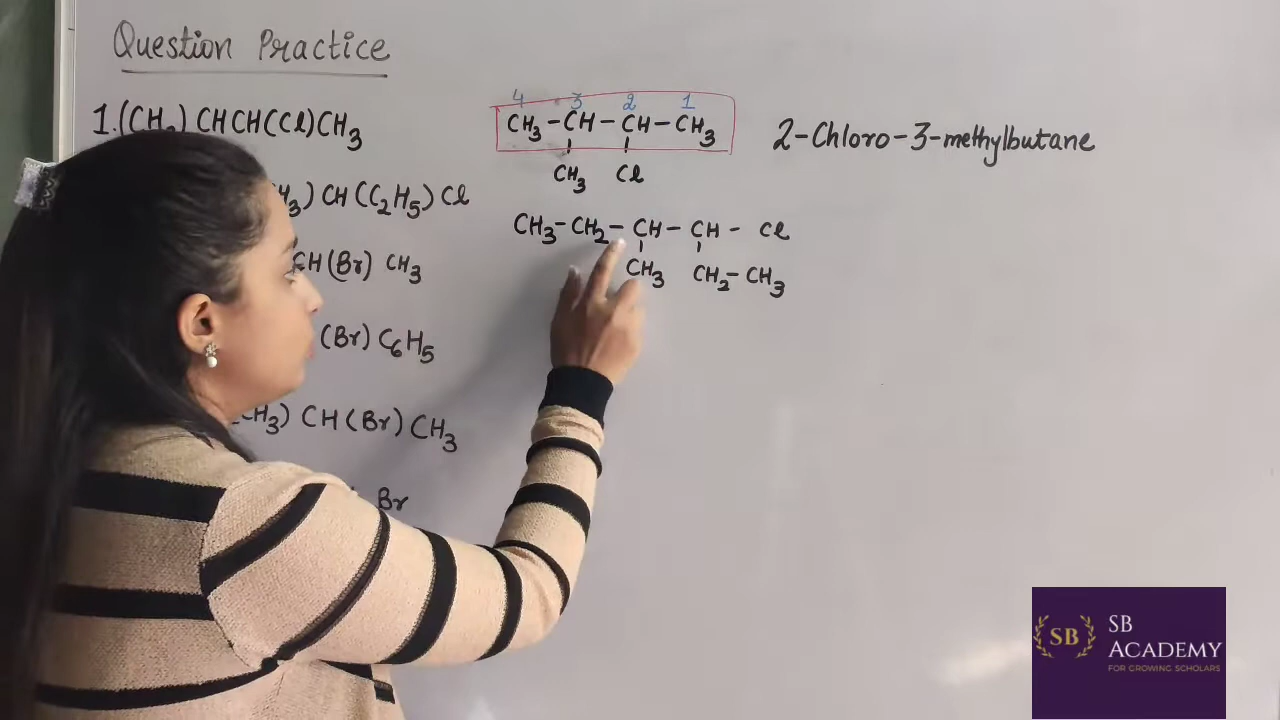 Question Practice
1. (CH ) CHCH(Cl)CH3
4 3 2 1
CH3 - CH - CH - CH3
CH3 Cl
2-Chloro-3-methylbutane
H3) CH(C2H5) Cl
CH3-CH2-CH-CH- Cl
CH3 CH2-CH3
CH(Br) CH3
(Br) C6H5
CH3) CH(Br) CH3
Br
SB
SB
ACADEMY
FOR GROWING SCHOLARS